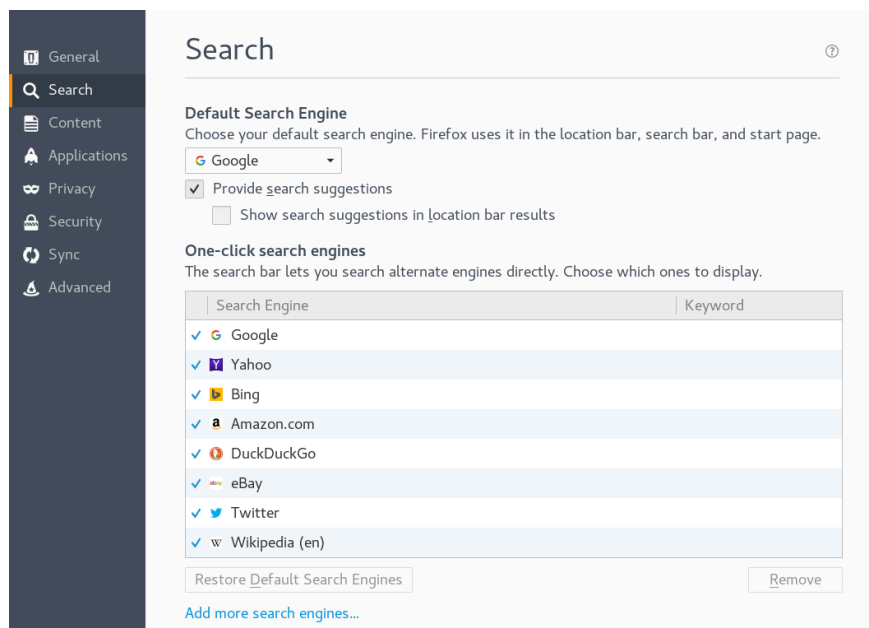 General
Search
Content
Applications
Privacy
Security
Sync
Advanced
Search
Default Search Engine
Choose your default search engine. Firefox uses it in the location bar, search bar, and start page.
Google
Provide search suggestions
Show search suggestions in location bar results
One-click search engines
The search bar lets you search alternate engines directly. Choose which ones to display.
Search Engine Keyword
Google
Yahoo
Bing
Amazon.com
DuckDuckGo
eBay
Twitter
Wikipedia (en)
Restore Default Search Engines Remove
Add more search engines...